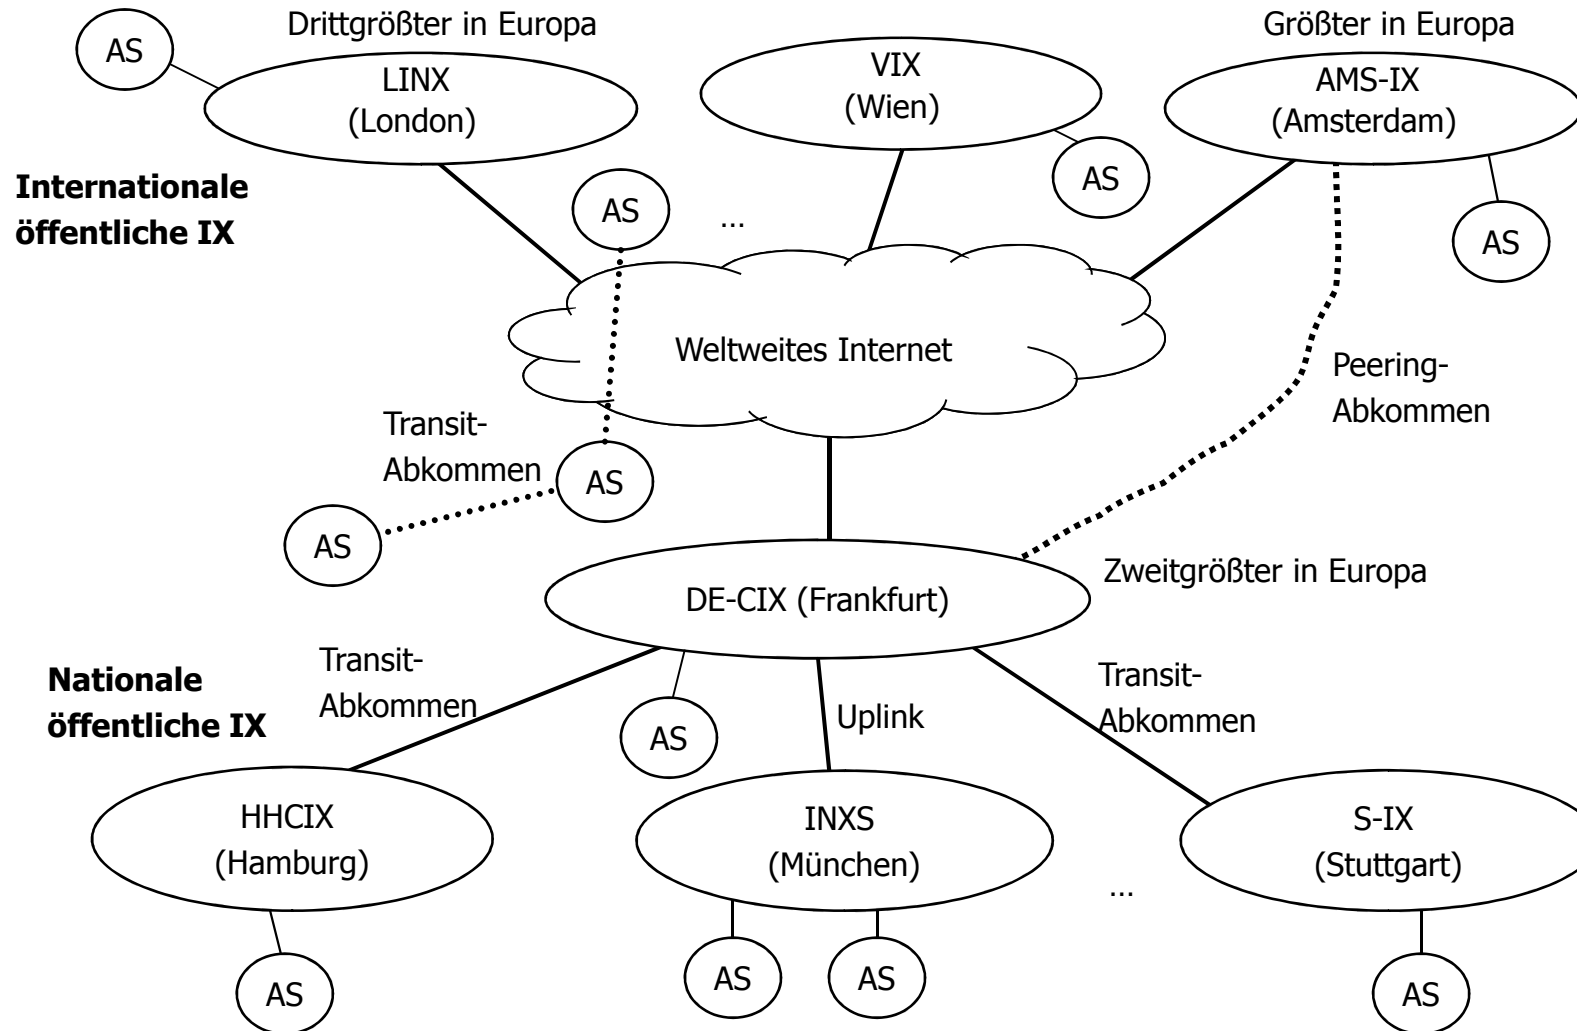 Drittgrößter in Europa
Größter in Europa
AS
LINX
(London)
VIX
(Wien)
AMS-IX
(Amsterdam)
Internationale
öffentliche IX
AS
...
AS
AS
Weltweites Internet
Peering-
Abkommen
Transit-
Abkommen
AS
AS
DE-CIX (Frankfurt)
Zweitgrößter in Europa
Nationale
öffentliche IX
Transit-
Abkommen
AS
Uplink
Transit-
Abkommen
HHCIX
(Hamburg)
INXS
(München)
...
S-IX
(Stuttgart)
AS
AS
AS
AS